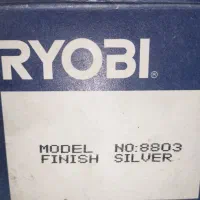 RYOBI®
MODEL NO:8803
FINISH SILVER